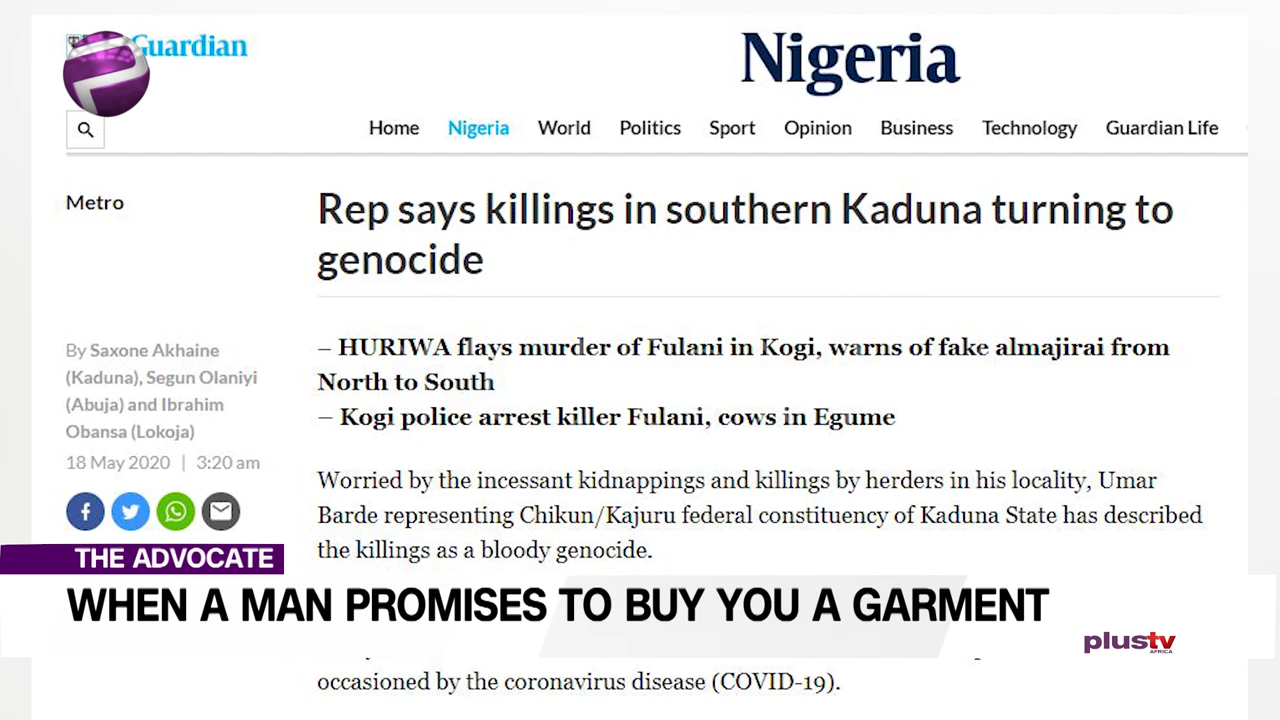 Guardian
Nigeria
Home Nigeria World Politics Sport Opinion Business Technology Guardian Life
Metro
Rep says killings in southern Kaduna turning to
genocide
By Saxone Akhaine
(Kaduna), Segun Olaniyi
(Abuja) and Ibrahim
Obansa (Lokoja)
18 May 2020 | 3:20 am
– HURIWA flays murder of Fulani in Kogi, warns of fake almajirai from
North to South
– Kogi police arrest killer Fulani, cows in Egume
Worried by the incessant kidnappings and killings by herders in his locality, Umar
Barde representing Chikun/Kajuru federal constituency of Kaduna State has described
the killings as a bloody genocide.
THE ADVOCATE
WHEN A MAN PROMISES TO BUY YOU A GARMENT
plustv
AFRICA
occasioned by the coronavirus disease (COVID-19).